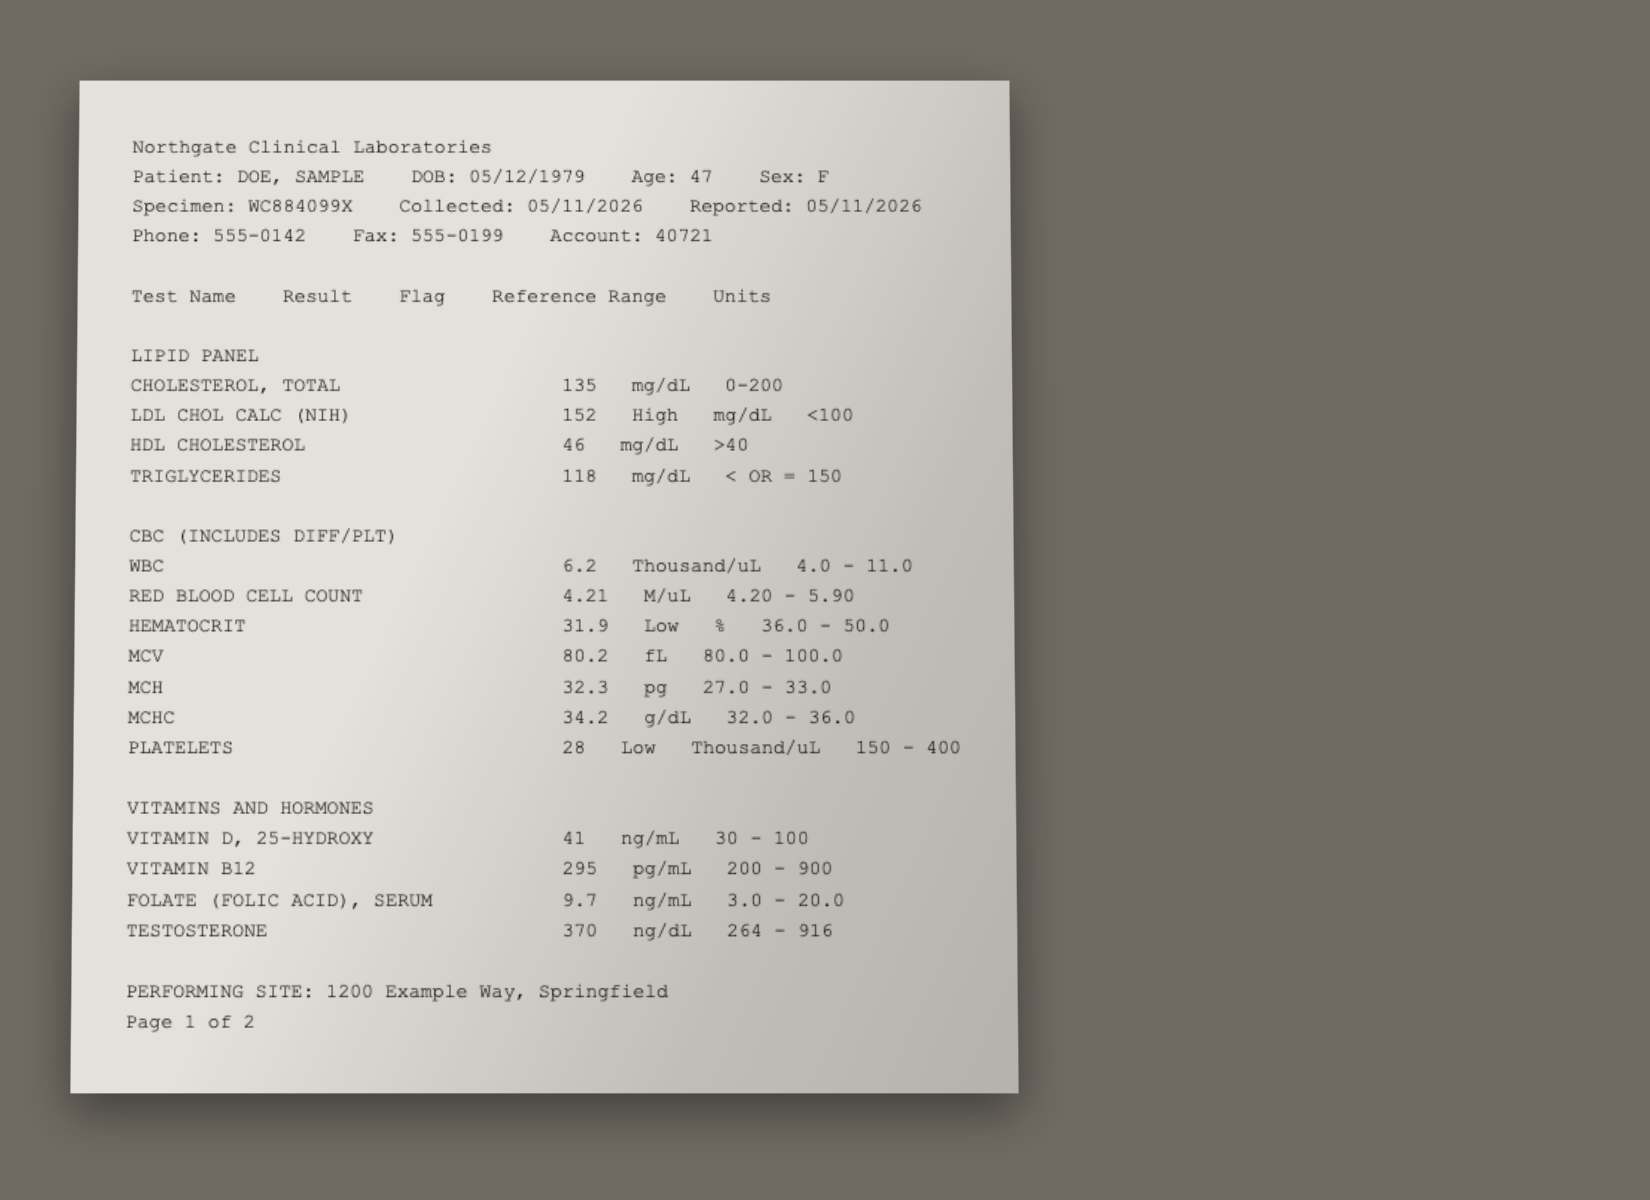 Northgate Clinical Laboratories
Patient: DOE, SAMPLE    DOB: 05/12/1979    Age: 47    Sex: F
Specimen: WC884099X    Collected: 05/11/2026    Reported: 05/11/2026
Phone: 555-0142    Fax: 555-0199    Account: 40721
Test Name    Result    Flag    Reference Range    Units
LIPID PANEL
CHOLESTEROL, TOTAL    135   mg/dL   0-200
LDL CHOL CALC (NIH)    152   High   mg/dL   <100
HDL CHOLESTEROL    46   mg/dL   >40
TRIGLYCERIDES    118   mg/dL   < OR = 150
CBC (INCLUDES DIFF/PLT)
WBC    6.2   Thousand/uL   4.0 - 11.0
RED BLOOD CELL COUNT    4.21   M/uL   4.20 - 5.90
HEMATOCRIT    31.9   Low   %   36.0 - 50.0
MCV    80.2   fL   80.0 - 100.0
MCH    32.3   pg   27.0 - 33.0
MCHC    34.2   g/dL   32.0 - 36.0
PLATELETS    28   Low   Thousand/uL   150 - 400
VITAMINS AND HORMONES
VITAMIN D, 25-HYDROXY    41   ng/mL   30 - 100
VITAMIN B12    295   pg/mL   200 - 900
FOLATE (FOLIC ACID), SERUM    9.7   ng/mL   3.0 - 20.0
TESTOSTERONE    370   ng/dL   264 - 916
PERFORMING SITE: 1200 Example Way, Springfield
Page 1 of 2